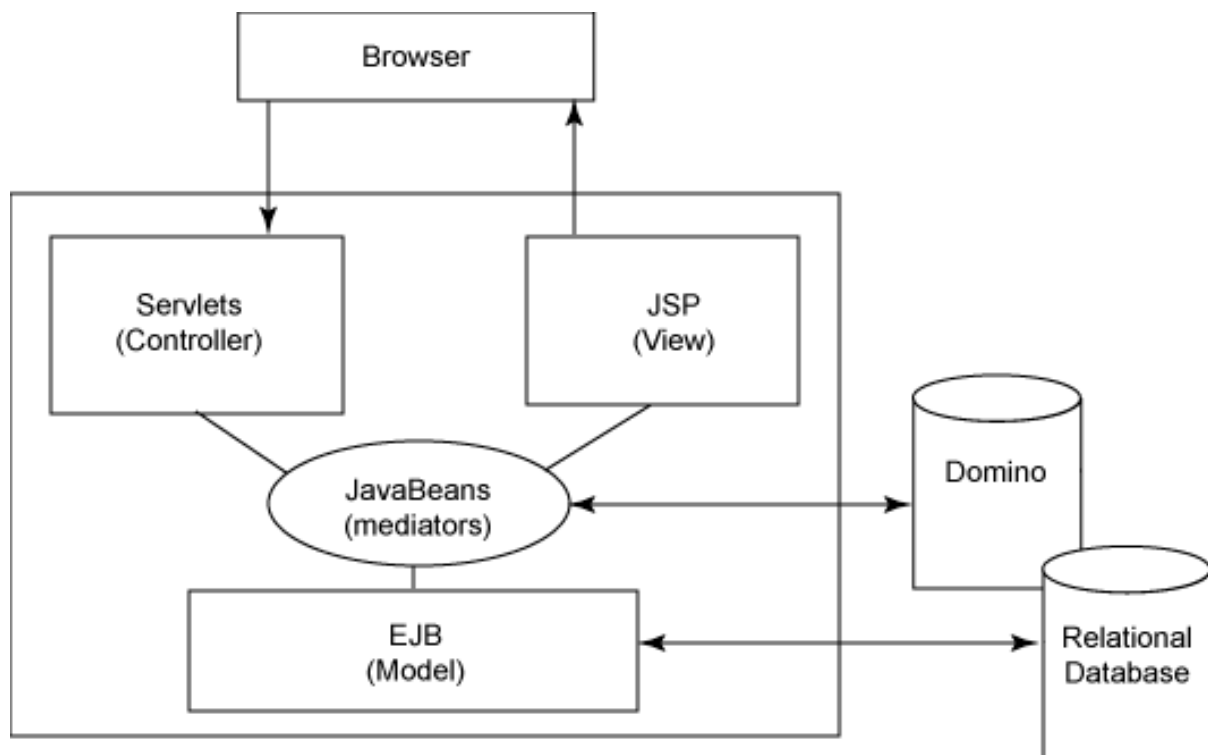 Browser
Servlets
(Controller)
JSP
(View)
JavaBeans
(mediators)
Domino
EJB
(Model)
Relational
Database